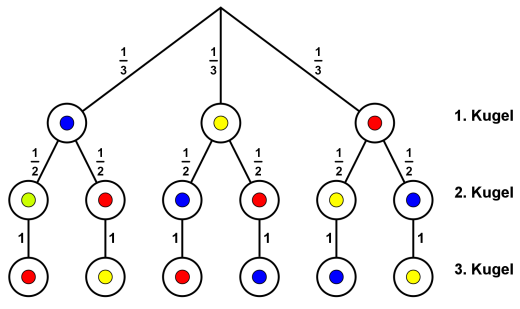 1/3 1/3 1/3
1. Kugel
1/2 1/2 1/2 1/2 1/2 1/2
2. Kugel
1 1 1 1 1 1
3. Kugel